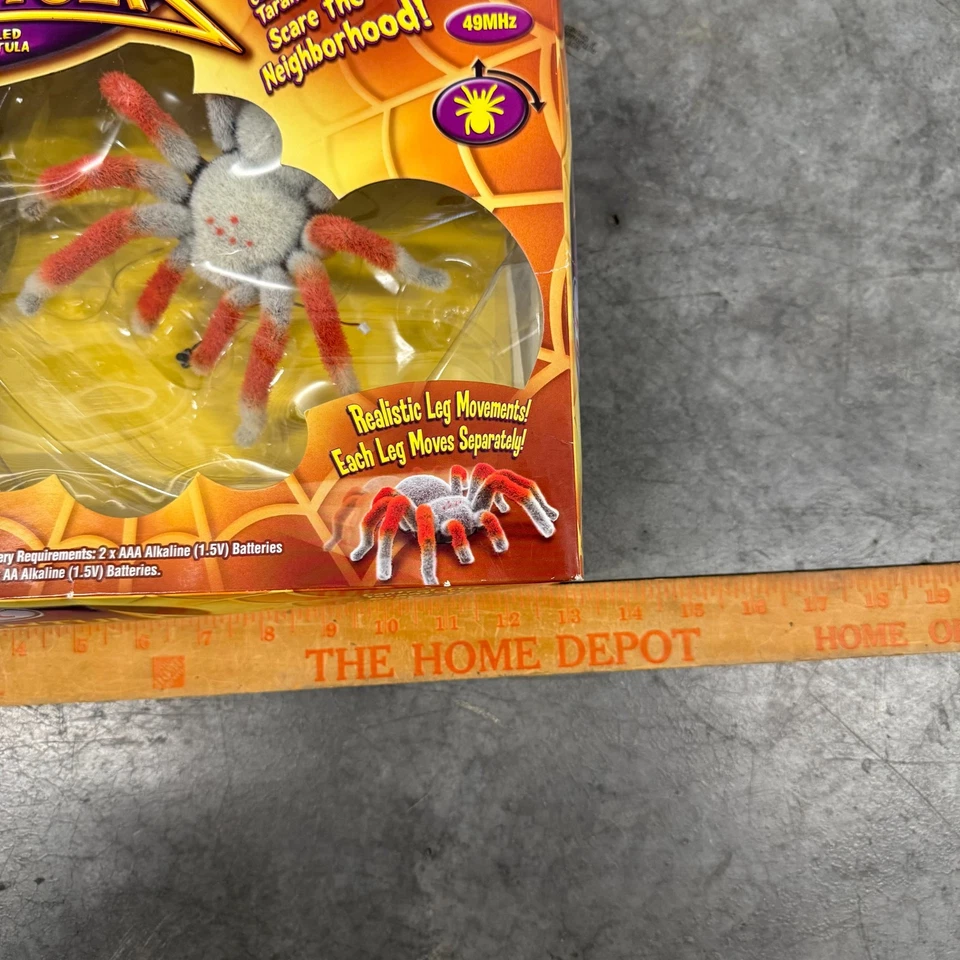 LED
TULA
Scare The
Neighborhood!
49MHz
Realistic Leg Movements!
Each Leg Moves Separately!
ery Requirements: 2 x AAA Alkaline (1.5V) Batteries
AA Alkaline (1.5V) Batteries.
4 5 6 7 8 9 10 11 12 13 14 15 16 17 18 19
THE HOME DEPOT
HOME